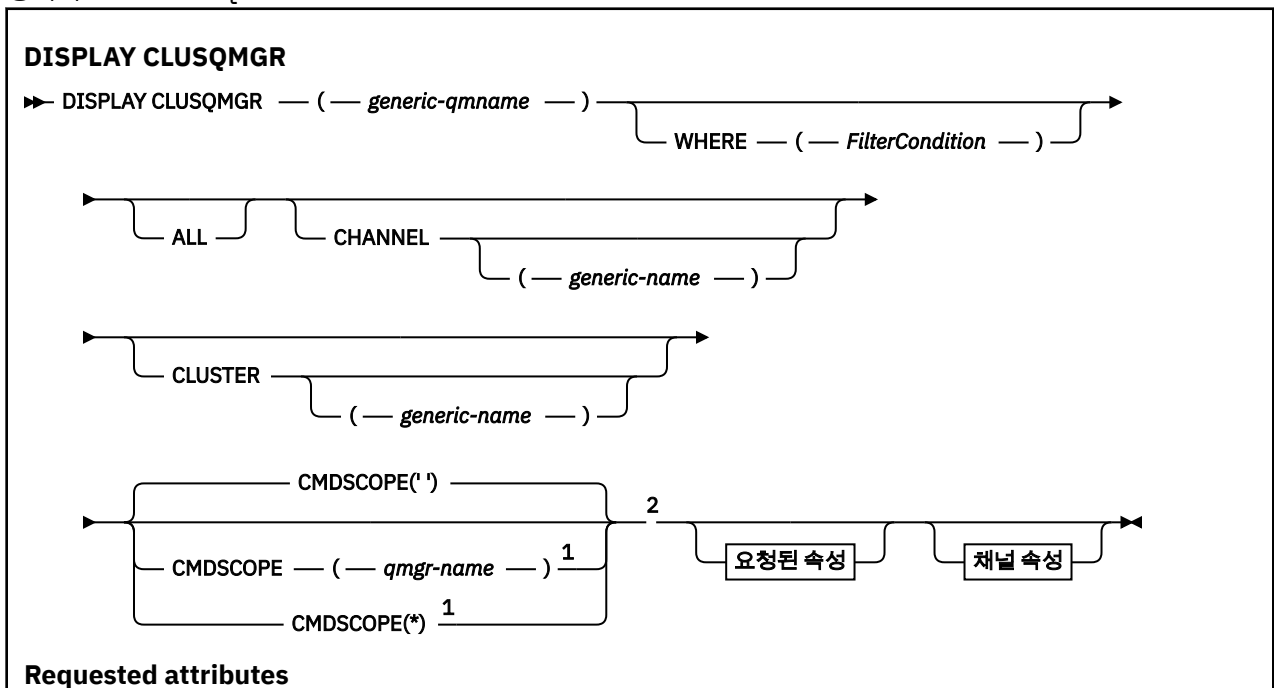 DISPLAY CLUSQMGR
DISPLAY CLUSQMGR ( generic-qmname )
WHERE ( FilterCondition )
ALL CHANNEL
( generic-name )
CLUSTER
( generic-name )
CMDSCOPE(' ')
2
CMDSCOPE ( qmgr-name ) 1
요청된 속성 채널 속성
CMDSCOPE(*) 1
Requested attributes